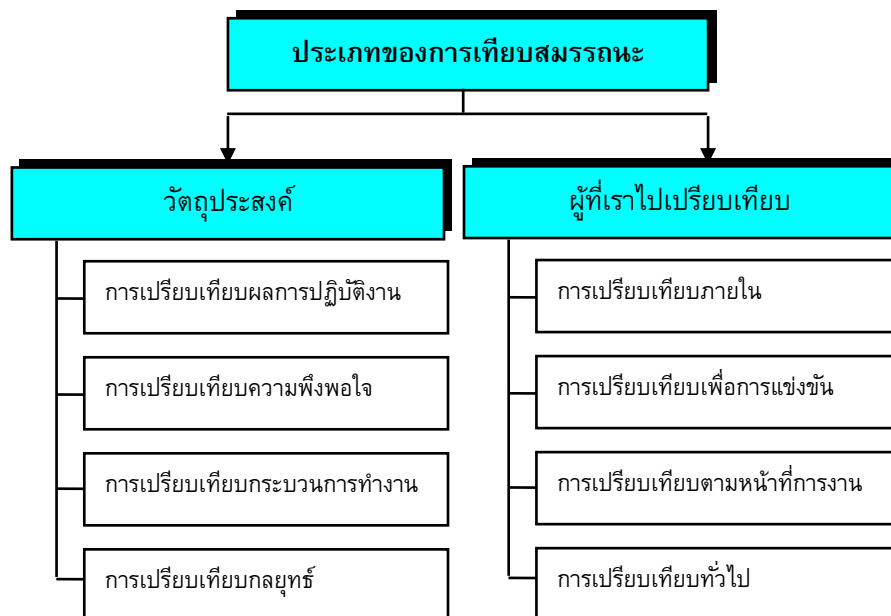 ประเภทของการเทียบสมรรถนะ
วัตถุประสงค์
การเปรียบเทียบผลการปฏิบัติงาน
การเปรียบเทียบความพึงพอใจ
การเปรียบเทียบกระบวนการทำงาน
การเปรียบเทียบกลยุทธ์
ผู้ที่เราไปเปรียบเทียบ
การเปรียบเทียบภายใน
การเปรียบเทียบเพื่อการแข่งขัน
การเปรียบเทียบตามหน้าที่การงาน
การเปรียบเทียบทั่วไป